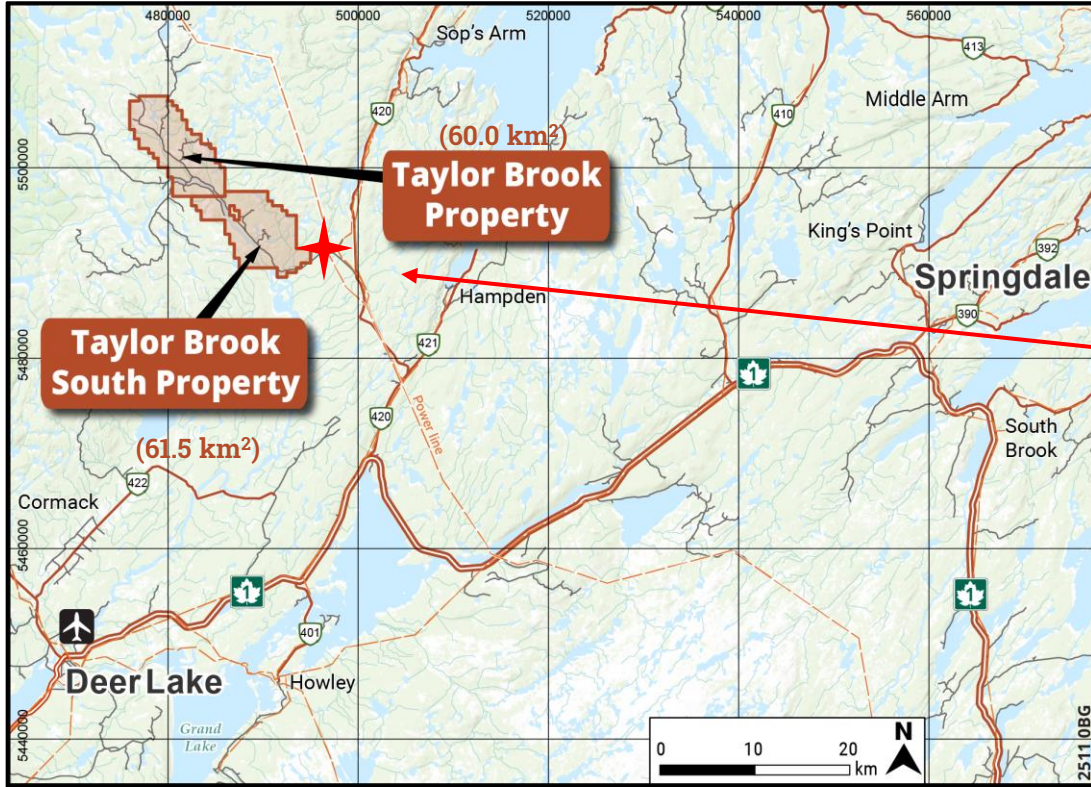 480000
500000
520000
540000
560000
Sop's Arm
413
420
410
Middle Arm
(60.0 km²)
5500000
Taylor Brook
Property
King's Point
392
Springdale
Hampden
390
Taylor Brook
South Property
421
5480000
1
420
Power line
South
Brook
(61.5 km²)
422
Cormack
5460000
1
1
401
Deer Lake
Howley
Grand
Lake
5440000
N
0
10
20
km
25110BG